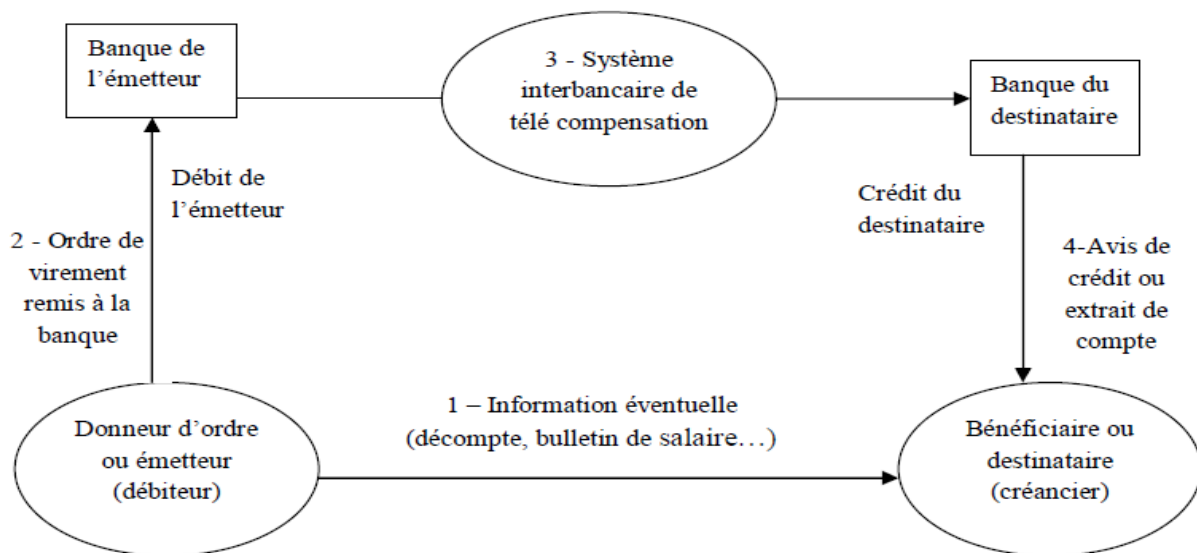 Banque de
l’émetteur
3 - Système
interbancaire de
télé compensation
Banque du
destinataire
Débit de
l’émetteur
Crédit du
destinataire
2 - Ordre de
virement
remis à la
banque
4-Avis de
crédit ou
extrait de
compte
1 – Information éventuelle
(décompte, bulletin de salaire…)
Donneur d’ordre
ou émetteur
(débiteur)
Bénéficiaire ou
destinataire
(créancier)